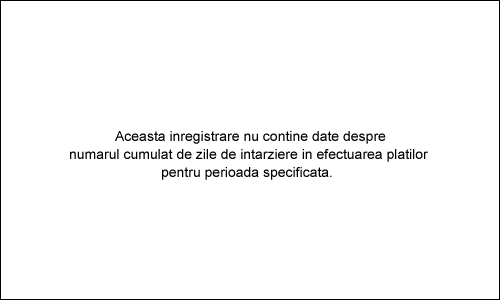 Aceasta inregistrare nu contine date despre
numarul cumulat de zile de intarziere in efectuarea platilor
pentru perioada specificata.